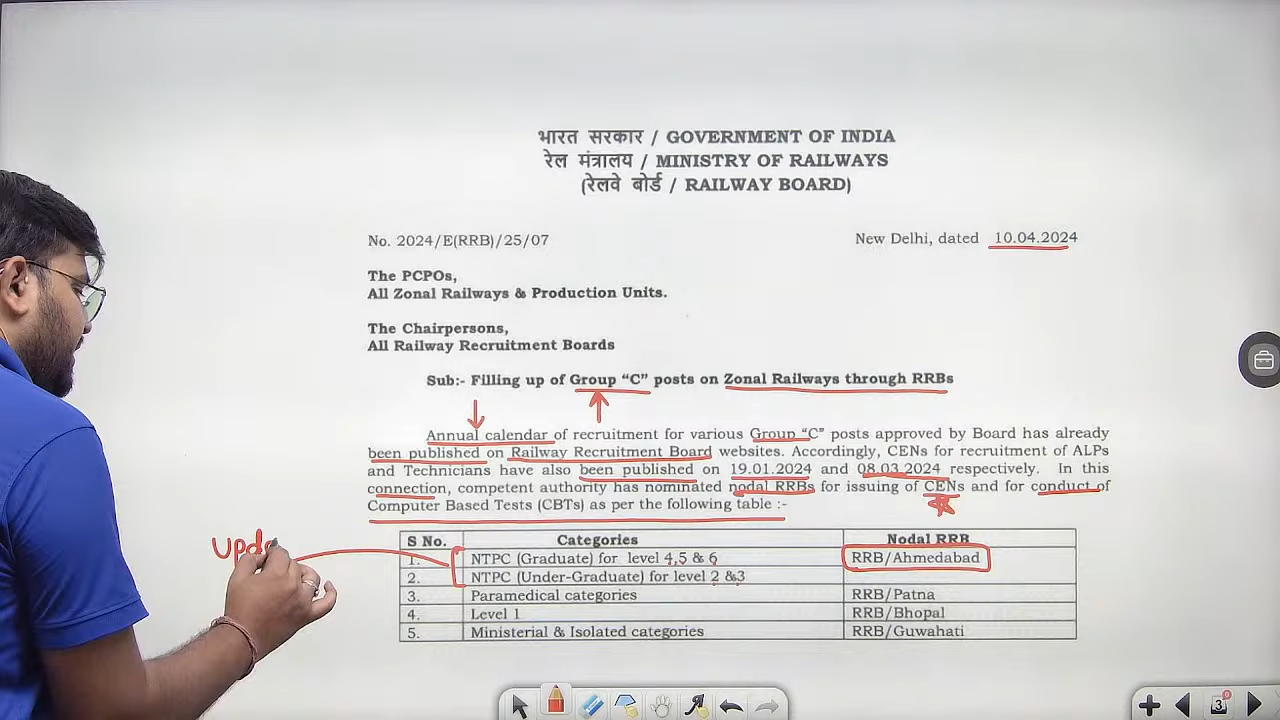 भारत सरकार / GOVERNMENT OF INDIA
रेल मंत्रालय / MINISTRY OF RAILWAYS
(रेलवे बोर्ड / RAILWAY BOARD)
No. 2024/E(RRB)/25/07 New Delhi, dated 10.04.2024
The PCPOs,
All Zonal Railways & Production Units.
The Chairpersons,
All Railway Recruitment Boards
Sub:- Filling up of Group "C" posts on Zonal Railways through RRBs
Annual calendar of recruitment for various Group "C" posts approved by Board has already
been published on Railway Recruitment Board websites. Accordingly, CENs for recruitment of ALPs
and Technicians have also been published on 19.01.2024 and 08.03.2024 respectively. In this
connection, competent authority has nominated nodal RRBs for issuing of CENs and for conduct of
Computer Based Tests (CBTs) as per the following table :-
Upda
S No. Categories Nodal RRB
1. NTPC (Graduate) for level 4,5 & 6 RRB/Ahmedabad
2. NTPC (Under-Graduate) for level 2 &3
3. Paramedical categories RRB/Patna
4. Level 1 RRB/Bhopal
5. Ministerial & Isolated categories RRB/Guwahati
3